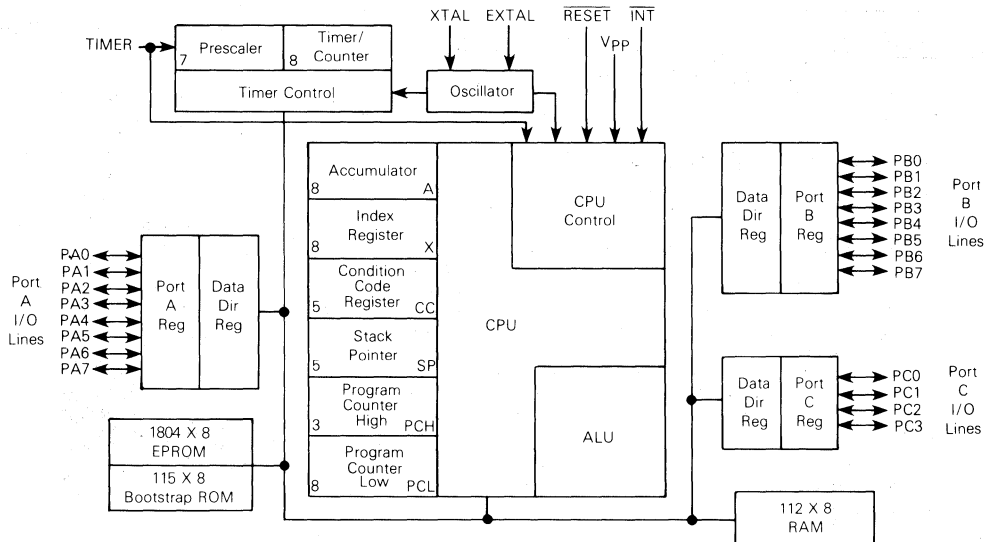 XTAL EXTAL RESET INT
VPP
TIMER
7 Prescaler
8 Timer/
Counter
Timer Control
Oscillator
Accumulator
8 A
Index
Register
8 X
Condition
Code
Register
5 CC
Stack
Pointer
5 SP
Program
Counter
High
3 PCH
Program
Counter
Low
8 PCL
CPU
CPU
Control
ALU
Port
A
I/O
Lines
PA0
PA1
PA2
PA3
PA4
PA5
PA6
PA7
Port
A
Reg
Data
Dir
Reg
1804 X 8
EPROM
115 X 8
Bootstrap ROM
Data
Dir
Reg
Port
B
Reg
PB0
PB1
PB2
PB3
PB4
PB5
PB6
PB7
Port
B
I/O
Lines
Data
Dir
Reg
Port
C
Reg
PC0
PC1
PC2
PC3
Port
C
I/O
Lines
112 X 8
RAM